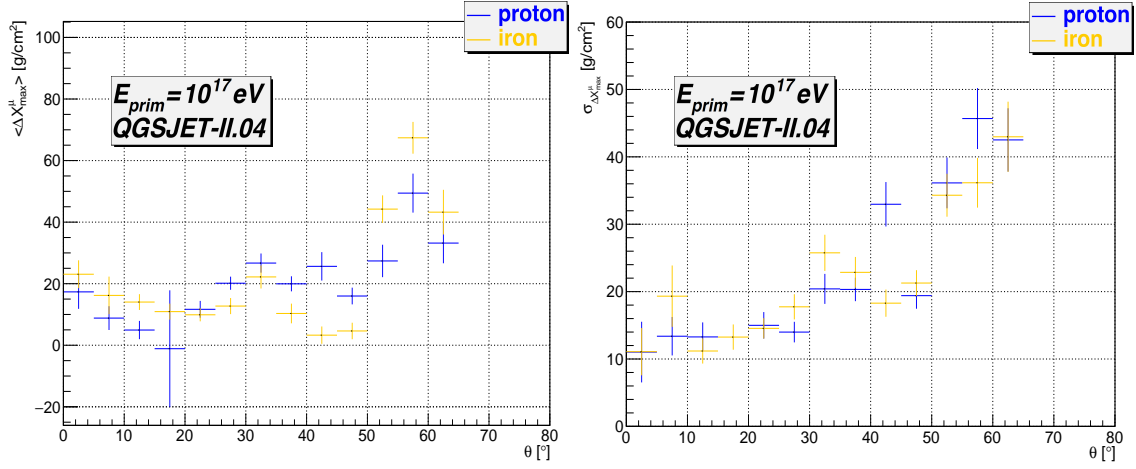 proton
iron
<ΔX^μ_max> [g/cm²]
E_prim=10^17 eV
QGSJET-II.04
100
80
60
40
20
0
−20
0 10 20 30 40 50 60 70 80
θ [°]
proton
iron
σ_ΔX^μ_max [g/cm²]
E_prim=10^17 eV
QGSJET-II.04
60
50
40
30
20
10
0
0 10 20 30 40 50 60 70 80
θ [°]